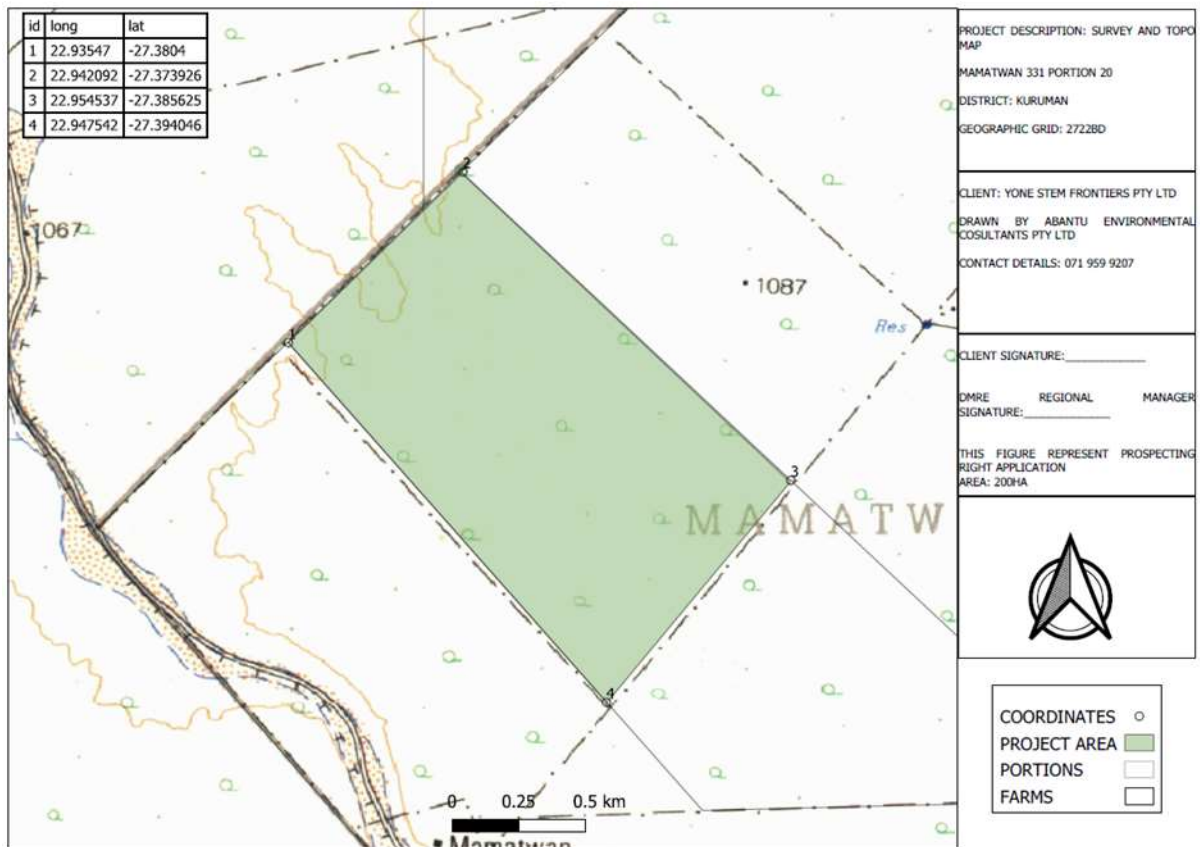 id long lat
1 22.93547 -27.3804
2 22.942092 -27.373926
3 22.954537 -27.385625
4 22.947542 -27.394046
2
1067
1087
1
Res
3
MAMATW
4
0 0.25 0.5 km
Mamatwan
PROJECT DESCRIPTION: SURVEY AND TOPO
MAP
MAMATWAN 331 PORTION 20
DISTRICT: KURUMAN
GEOGRAPHIC GRID: 2722BD
CLIENT: YONE STEM FRONTIERS PTY LTD
DRAWN BY ABANTU ENVIRONMENTAL
COSULTANTS PTY LTD
CONTACT DETAILS: 071 959 9207
CLIENT SIGNATURE:____________
DMRE REGIONAL MANAGER
SIGNATURE:____________
THIS FIGURE REPRESENT PROSPECTING
RIGHT APPLICATION
AREA: 200HA
COORDINATES
PROJECT AREA
PORTIONS
FARMS